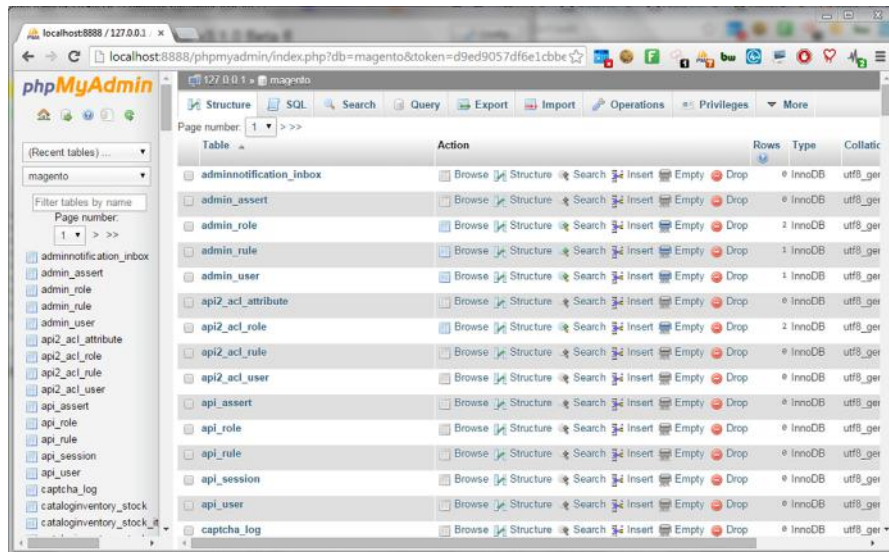 localhost:8888 / 127.0.0.1 /
localhost:8888/phpmyadmin/index.php?db=magento&token=d9ed9057df6e1cbbe
phpMyAdmin
(Recent tables) ...
magento
Filter tables by name
Page number:
1 > >>
adminnotification_inbox
admin_assert
admin_role
admin_rule
admin_user
api2_acl_attribute
api2_acl_role
api2_acl_rule
api2_acl_user
api_assert
api_role
api_rule
api_session
api_user
captcha_log
cataloginventory_stock
cataloginventory_stock_it
127.0.0.1 » magento
Structure SQL Search Query Export Import Operations Privileges More
Page number: 1 > >>
Table Action Rows Type Collatio
adminnotification_inbox Browse Structure Search Insert Empty Drop 0 InnoDB utf8_ger
admin_assert Browse Structure Search Insert Empty Drop 0 InnoDB utf8_ger
admin_role Browse Structure Search Insert Empty Drop 2 InnoDB utf8_ger
admin_rule Browse Structure Search Insert Empty Drop 1 InnoDB utf8_ger
admin_user Browse Structure Search Insert Empty Drop 1 InnoDB utf8_ger
api2_acl_attribute Browse Structure Search Insert Empty Drop 0 InnoDB utf8_ger
api2_acl_role Browse Structure Search Insert Empty Drop 2 InnoDB utf8_ger
api2_acl_rule Browse Structure Search Insert Empty Drop 0 InnoDB utf8_ger
api2_acl_user Browse Structure Search Insert Empty Drop 0 InnoDB utf8_ger
api_assert Browse Structure Search Insert Empty Drop 0 InnoDB utf8_ger
api_role Browse Structure Search Insert Empty Drop 0 InnoDB utf8_ger
api_rule Browse Structure Search Insert Empty Drop 0 InnoDB utf8_ger
api_session Browse Structure Search Insert Empty Drop 0 InnoDB utf8_ger
api_user Browse Structure Search Insert Empty Drop 0 InnoDB utf8_ger
captcha_log Browse Structure Search Insert Empty Drop 0 InnoDB utf8_ger